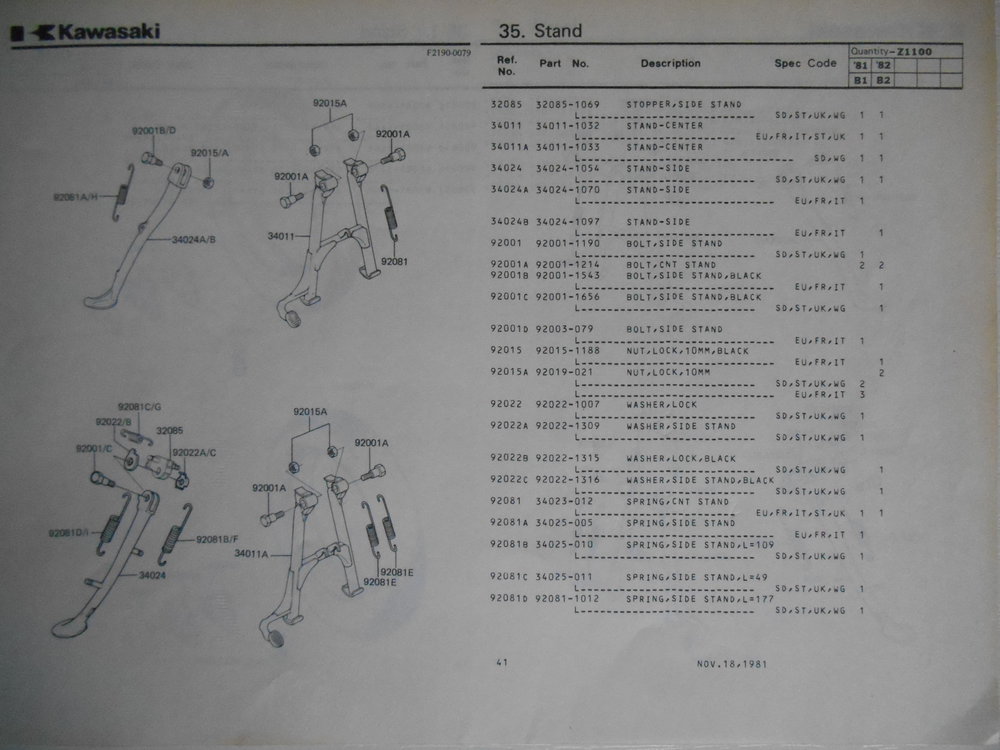 Kawasaki
F2190-0079
92015A
92001B/D
92001A
92015/A
92001A
92081A/H
34024A/B
34011
92081
92081C/G
92022/B
32085
92001/C
92022A/C
92015A
92001A
92001A
92081D/I
92081B/F
34011A
34024
92081E
92081E
35. Stand
Ref. No. Part No. Description Spec Code Quantity-Z1100
'81 '82
B1 B2
32085 32085-1069 STOPPER,SIDE STAND
SD,ST,UK,WG 1 1
34011 34011-1032 STAND-CENTER
EU,FR,IT,ST,UK 1 1
34011A 34011-1033 STAND-CENTER
SD,WG 1 1
34024 34024-1054 STAND-SIDE
SD,ST,UK,WG 1 1
34024A 34024-1070 STAND-SIDE
EU,FR,IT 1
34024B 34024-1097 STAND-SIDE
EU,FR,IT 1
92001 92001-1190 BOLT,SIDE STAND
SD,ST,UK,WG 1
92001A 92001-1214 BOLT,CNT STAND 2 2
92001B 92001-1543 BOLT,SIDE STAND,BLACK
EU,FR,IT 1
92001C 92001-1656 BOLT,SIDE STAND,BLACK
SD,ST,UK,WG 1
92001D 92003-079 BOLT,SIDE STAND
EU,FR,IT 1
92015 92015-1188 NUT,LOCK,10MM,BLACK
EU,FR,IT 1
92015A 92019-021 NUT,LOCK,10MM 2
SD,ST,UK,WG 2
EU,FR,IT 3
92022 92022-1007 WASHER,LOCK
SD,ST,UK,WG 1
92022A 92022-1309 WASHER,SIDE STAND
SD,ST,UK,WG 1
92022B 92022-1315 WASHER,LOCK,BLACK
SD,ST,UK,WG 1
92022C 92022-1316 WASHER,SIDE STAND,BLACK
SD,ST,UK,WG 1
92081 34023-012 SPRING,CNT STAND
EU,FR,IT,ST,UK 1 1
92081A 34025-005 SPRING,SIDE STAND
EU,FR,IT 1
92081B 34025-010 SPRING,SIDE STAND,L=109
SD,ST,UK,WG 1
92081C 34025-011 SPRING,SIDE STAND,L=49
SD,ST,UK,WG 1
92081D 92081-1012 SPRING,SIDE STAND,L=177
SD,ST,UK,WG 1
41 NOV.18,1981